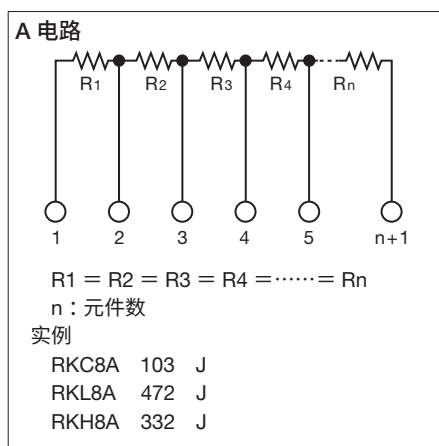 A 电路
R1 R2 R3 R4 Rn
1 2 3 4 5 n+1
R1 = R2 = R3 = R4 =……= Rn
n：元件数
实例
RKC8A 103 J
RKL8A 472 J
RKH8A 332 J